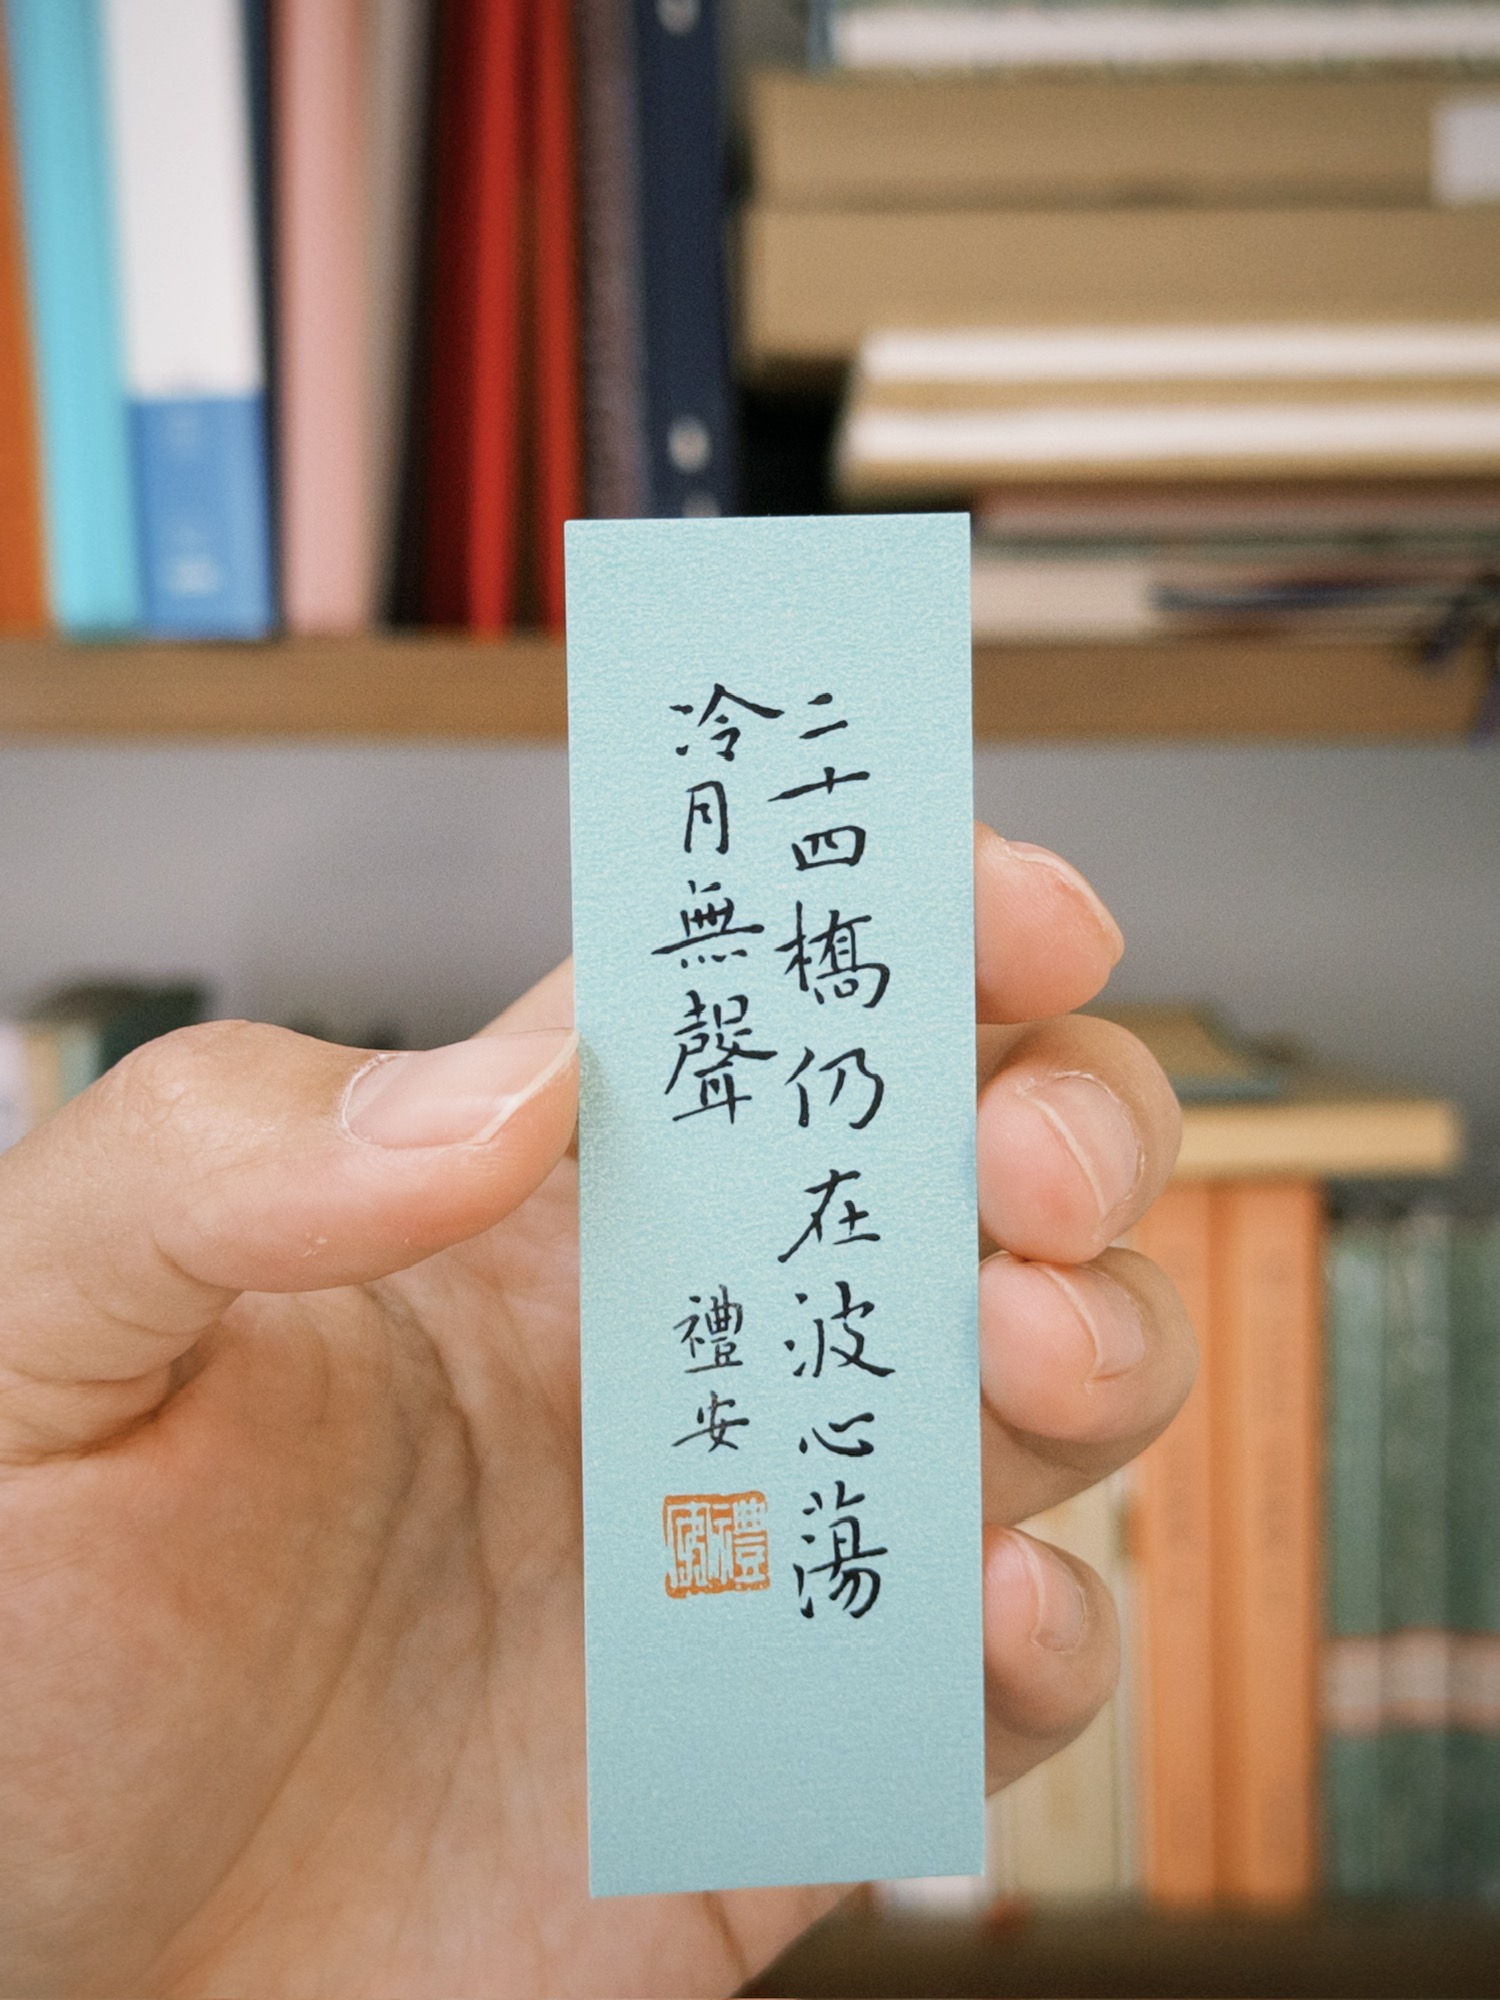 二十四橋仍在波心蕩
冷月無聲
禮安